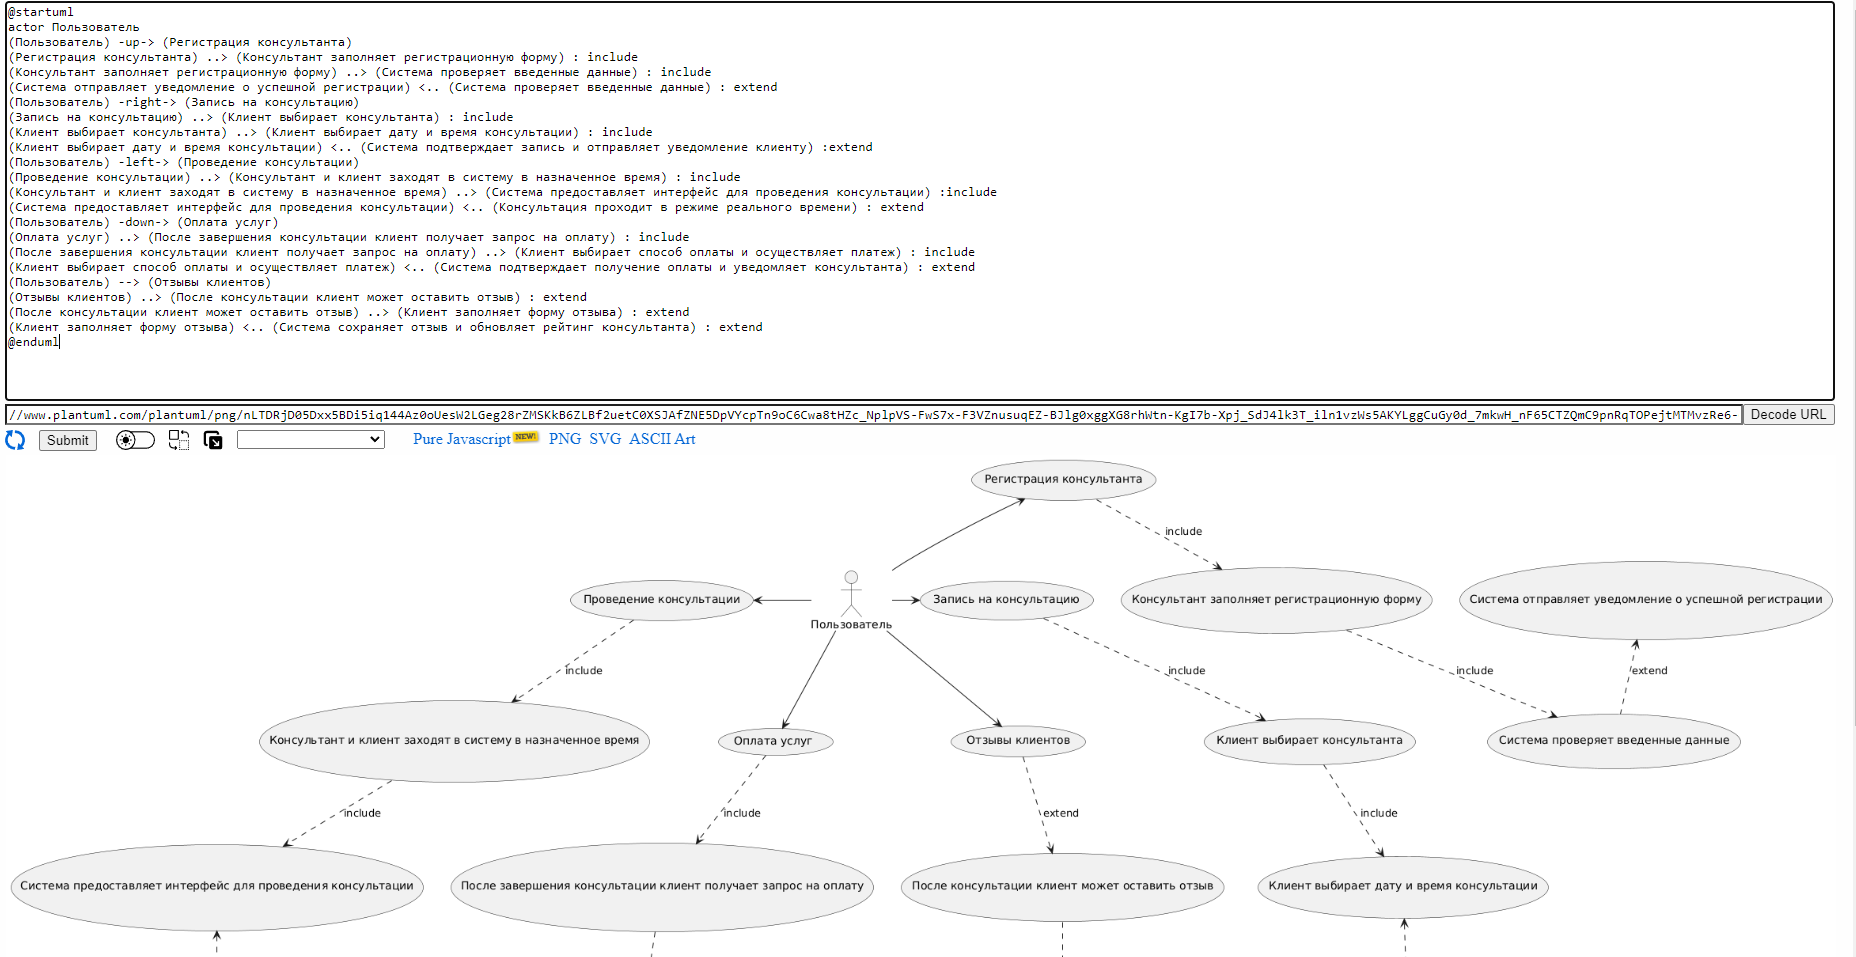 @startuml
actor Пользователь
(Пользователь) -up-> (Регистрация консультанта)
(Регистрация консультанта) ..> (Консультант заполняет регистрационную форму) : include
(Консультант заполняет регистрационную форму) ..> (Система проверяет введенные данные) : include
(Система отправляет уведомление о успешной регистрации) <.. (Система проверяет введенные данные) : extend
(Пользователь) -right-> (Запись на консультацию)
(Запись на консультацию) ..> (Клиент выбирает консультанта) : include
(Клиент выбирает консультанта) ..> (Клиент выбирает дату и время консультации) : include
(Клиент выбирает дату и время консультации) <.. (Система подтверждает запись и отправляет уведомление клиенту) :extend
(Пользователь) -left-> (Проведение консультации)
(Проведение консультации) ..> (Консультант и клиент заходят в систему в назначенное время) : include
(Консультант и клиент заходят в систему в назначенное время) ..> (Система предоставляет интерфейс для проведения консультации) :include
(Система предоставляет интерфейс для проведения консультации) <.. (Консультация проходит в режиме реального времени) : extend
(Пользователь) -down-> (Оплата услуг)
(Оплата услуг) ..> (После завершения консультации клиент получает запрос на оплату) : include
(После завершения консультации клиент получает запрос на оплату) ..> (Клиент выбирает способ оплаты и осуществляет платеж) : include
(Клиент выбирает способ оплаты и осуществляет платеж) <.. (Система подтверждает получение оплаты и уведомляет консультанта) : extend
(Пользователь) --> (Отзывы клиентов)
(Отзывы клиентов) ..> (После консультации клиент может оставить отзыв) : extend
(После консультации клиент может оставить отзыв) ..> (Клиент заполняет форму отзыва) : extend
(Клиент заполняет форму отзыва) <.. (Система сохраняет отзыв и обновляет рейтинг консультанта) : extend
@enduml
Decode URL
Submit Pure Javascript NEW! PNG SVG ASCII Art
Регистрация консультанта
include
Проведение консультации
Пользователь
Запись на консультацию
Консультант заполняет регистрационную форму
Система отправляет уведомление о успешной регистрации
include
include
include
extend
Консультант и клиент заходят в систему в назначенное время
Оплата услуг
Отзывы клиентов
Клиент выбирает консультанта
Система проверяет введенные данные
include
include
extend
include
Система предоставляет интерфейс для проведения консультации
После завершения консультации клиент получает запрос на оплату
После консультации клиент может оставить отзыв
Клиент выбирает дату и время консультации